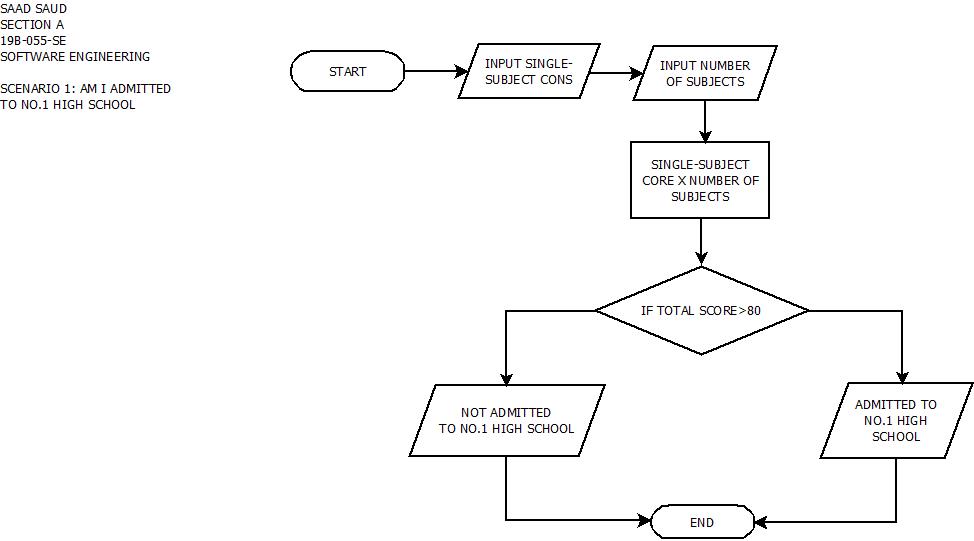 SAAD SAUD
SECTION A
19B-055-SE
SOFTWARE ENGINEERING
SCENARIO 1: AM I ADMITTED
TO NO.1 HIGH SCHOOL
START
INPUT SINGLE-
SUBJECT CONS
INPUT NUMBER
OF SUBJECTS
SINGLE-SUBJECT
CORE X NUMBER OF
SUBJECTS
IF TOTAL SCORE>80
NOT ADMITTED
TO NO.1 HIGH SCHOOL
ADMITTED TO
NO.1 HIGH
SCHOOL
END